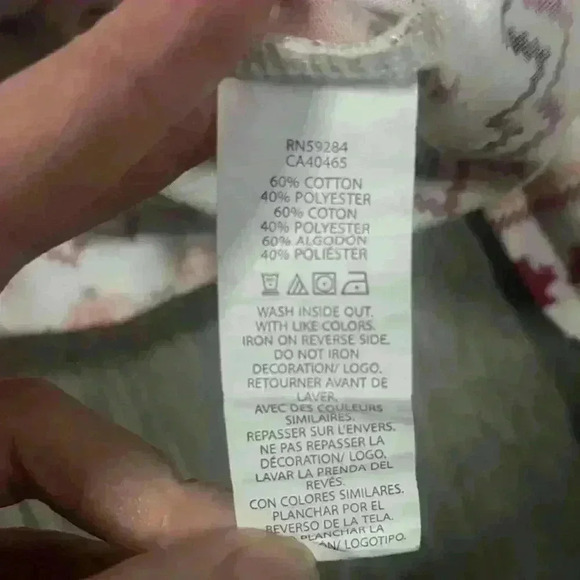 RN59284
CA40465
60% COTTON
40% POLYESTER
60% COTON
40% POLYESTER
60% ALGODÓN
40% POLIÉSTER
WASH INSIDE OUT.
WITH LIKE COLORS.
IRON ON REVERSE SIDE.
DO NOT IRON
DECORATION/ LOGO.
RETOURNER AVANT DE
LAVER.
AVEC DES COULEURS
SIMILAIRES.
REPASSER SUR L'ENVERS.
NE PAS REPASSER LA
DÉCORATION/ LOGO.
LAVAR LA PRENDA DEL
REVÉS.
CON COLORES SIMILARES.
PLANCHAR POR EL
REVERSO DE LA TELA.
PLANCHAR LA
LOGOTIPO.